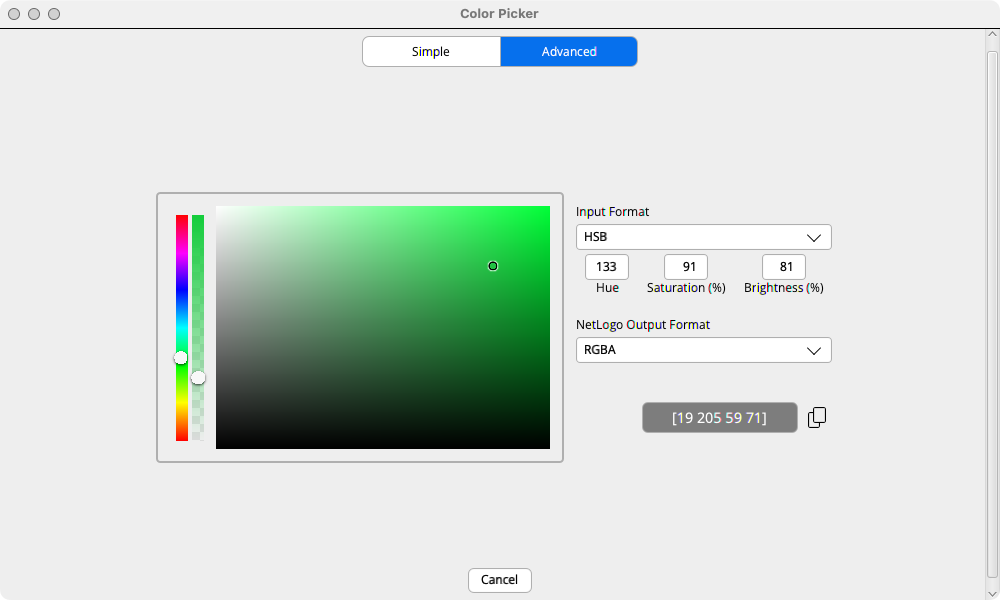 Color Picker
Simple Advanced
Input Format
HSB
133 91 81
Hue Saturation (%) Brightness (%)
NetLogo Output Format
RGBA
[19 205 59 71]
Cancel